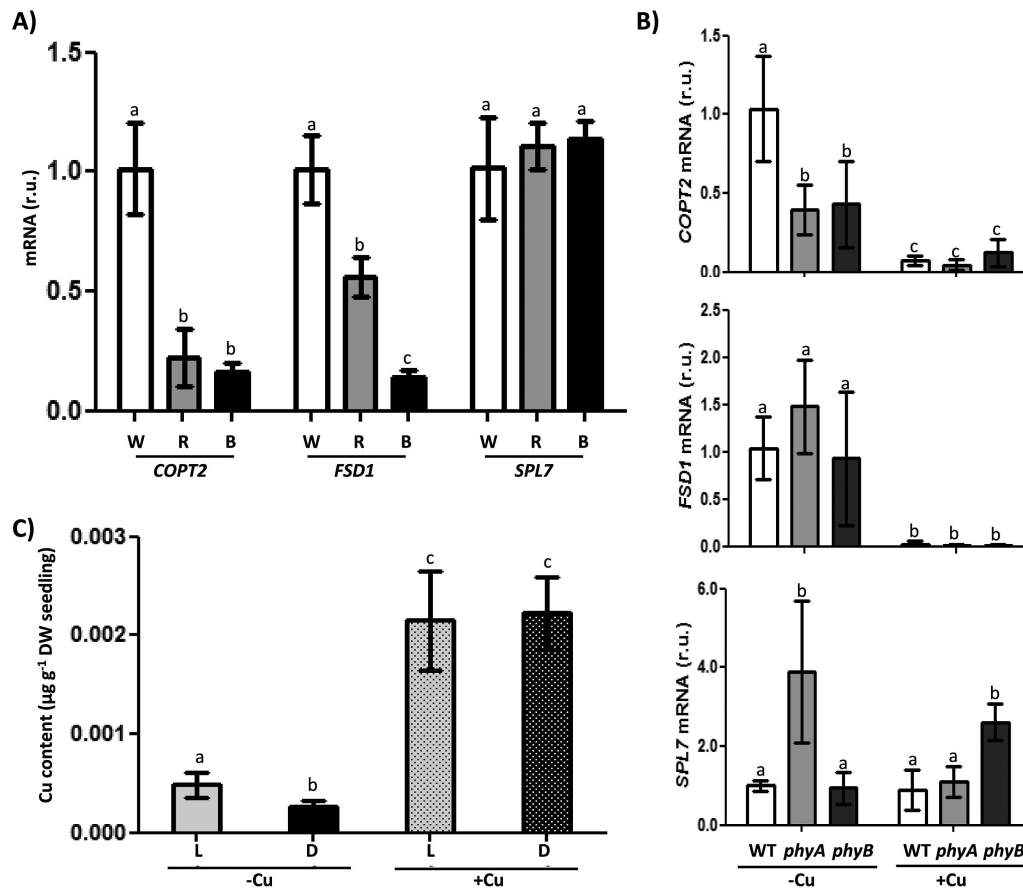 A)
mRNA (r.u.)
1.5
1.0
0.5
0.0
a
b
b
a
b
c
a
a
a
W R B W R B W R B
COPT2 FSD1 SPL7
B)
COPT2 mRNA (r.u.)
1.5
1.0
0.5
0.0
a
b
b
c
c
c
FSD1 mRNA (r.u.)
2.5
2.0
1.5
1.0
0.5
0.0
a
a
a
b
b
b
SPL7 mRNA (r.u.)
6.0
4.0
2.0
0.0
a
b
a
a
a
b
WT phyA phyB WT phyA phyB
-Cu +Cu
C)
Cu content (µg g-1 DW seedling)
0.003
0.002
0.001
0.000
a
b
c
c
L D L D
-Cu +Cu